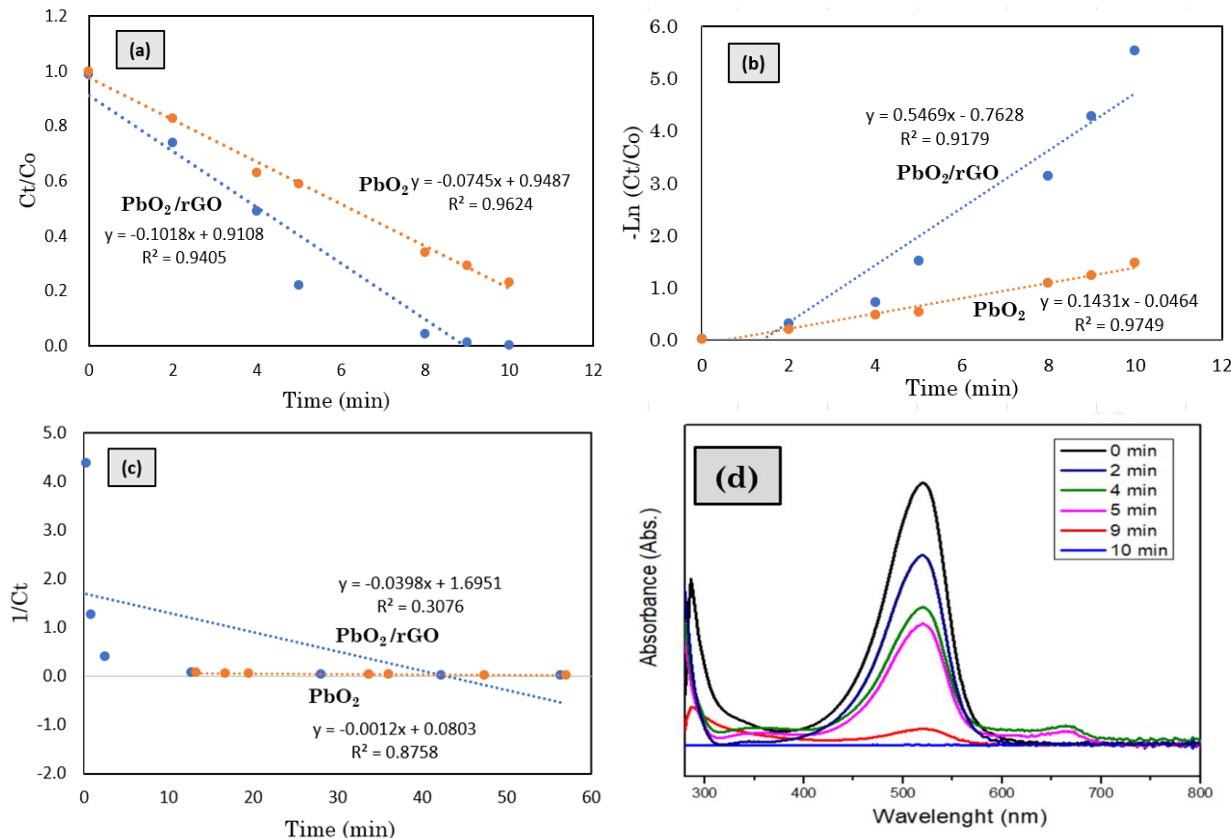 (a)
Ct/Co
1.2
1.0
0.8
0.6
0.4
0.2
0.0
PbO₂ y = -0.0745x + 0.9487
R² = 0.9624
PbO₂/rGO
y = -0.1018x + 0.9108
R² = 0.9405
0 2 4 6 8 10 12
Time (min)
(b)
-Ln (Ct/Co)
6.0
5.0
4.0
3.0
2.0
1.0
0.0
y = 0.5469x - 0.7628
R² = 0.9179
PbO₂/rGO
PbO₂ y = 0.1431x - 0.0464
R² = 0.9749
0 2 4 6 8 10 12
Time (min)
(c)
1/Ct
5.0
4.0
3.0
2.0
1.0
0.0
-1.0
-2.0
y = -0.0398x + 1.6951
R² = 0.3076
PbO₂/rGO
PbO₂
y = -0.0012x + 0.0803
R² = 0.8758
0 10 20 30 40 50 60
Time (min)
(d)
Absorbance (Abs.)
0 min
2 min
4 min
5 min
9 min
10 min
300 400 500 600 700 800
Wavelenght (nm)